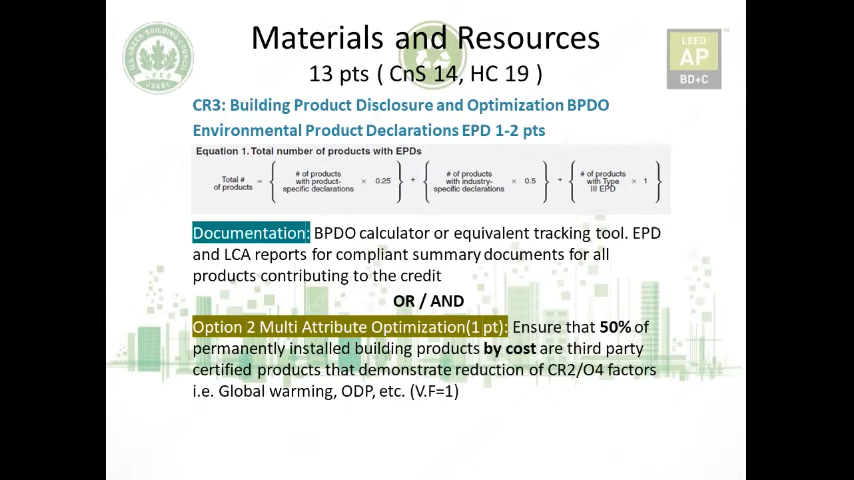 Materials and Resources
13 pts ( CnS 14, HC 19 )
U.S. GREEN BUILDING COUNCIL
LEED
USGBC
LEED
AP
BD+C
CR3: Building Product Disclosure and Optimization BPDO
Environmental Product Declarations EPD 1-2 pts
Equation 1. Total number of products with EPDs
Total # of products = { # of products with product-specific declarations × 0.25 } + { # of products with industry-specific declarations × 0.5 } + { # of products with Type III EPD × 1 }
Documentation: BPDO calculator or equivalent tracking tool. EPD
and LCA reports for compliant summary documents for all
products contributing to the credit
OR / AND
Option 2 Multi Attribute Optimization(1 pt): Ensure that 50% of
permanently installed building products by cost are third party
certified products that demonstrate reduction of CR2/O4 factors
i.e. Global warming, ODP, etc. (V.F=1)